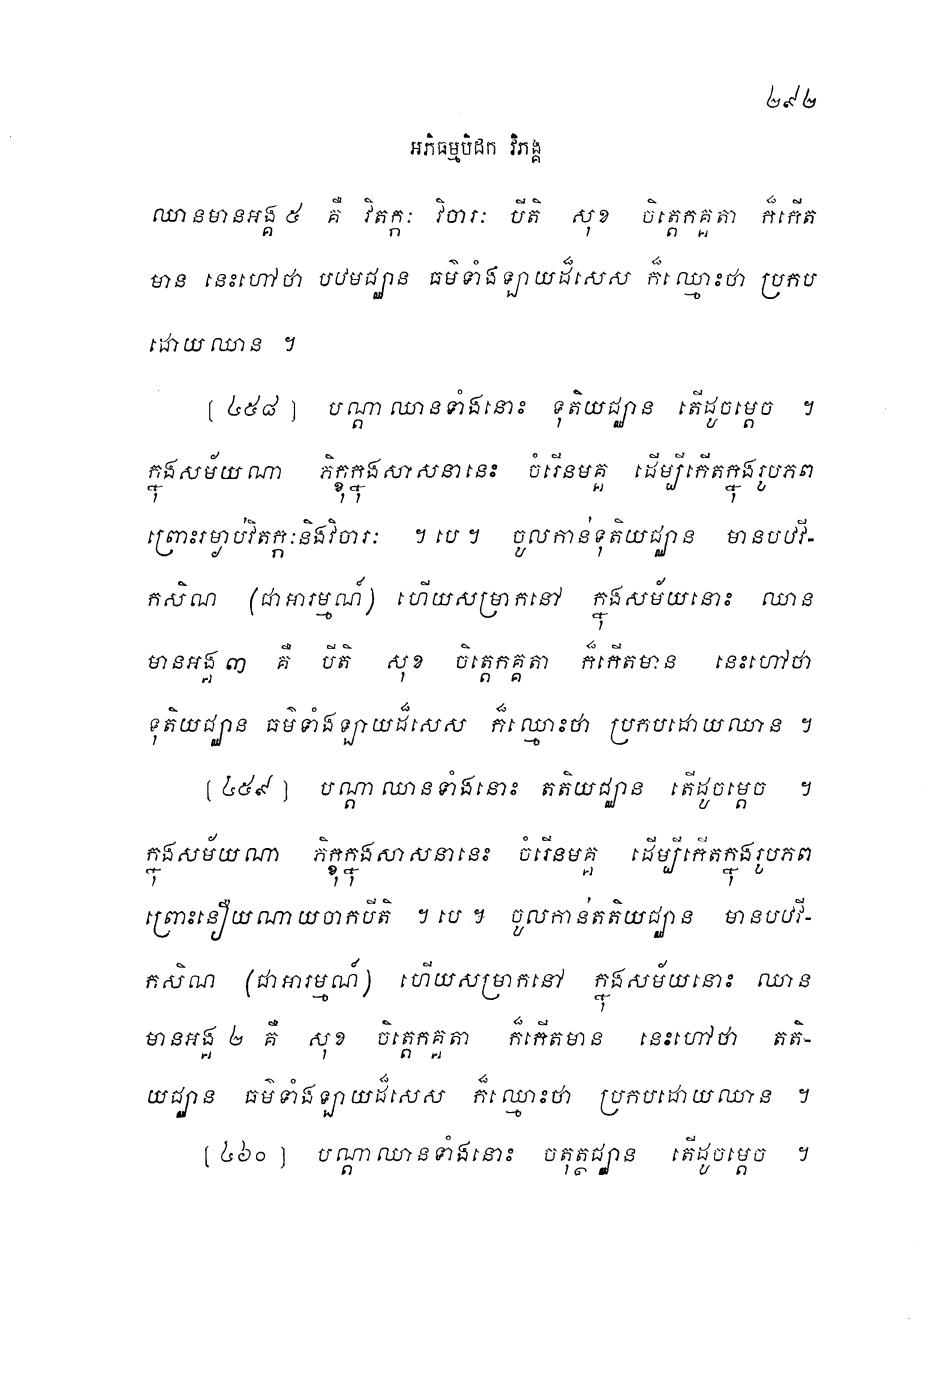 ២៩២
អភិធម្មបិដក វិភង្គ
ឈានមានអង្គ ៥ គឺ វិតក្កៈ វិចារៈ បីតិ សុខ ចិត្តេកគ្គតា ក៏កើត
មាន នេះហៅថា បឋមជ្ឈាន ធម៌ទាំងឡាយដ៏សេស ក៏ឈ្មោះថា ប្រកប
ដោយឈាន ។
(៤៥៨) បណ្តាឈានទាំងនោះ ទុតិយជ្ឈាន តើដូចម្តេច ។
ក្នុងសម័យណា ភិក្ខុក្នុងសាសនានេះ ចំរើនមគ្គ ដើម្បីកើតក្នុងរូបភព
ព្រោះរម្ងាប់វិតក្កៈនិងវិចារៈ ។ បេ ។ ចូលកាន់ទុតិយជ្ឈាន មានបឋវី-
កសិណ (ជាអារម្មណ៍) ហើយសម្រាកនៅ ក្នុងសម័យនោះ ឈាន
មានអង្គ ៣ គឺ បីតិ សុខ ចិត្តេកគ្គតា ក៏កើតមាន នេះហៅថា
ទុតិយជ្ឈាន ធម៌ទាំងឡាយដ៏សេស ក៏ឈ្មោះថា ប្រកបដោយឈាន ។
(៤៥៩) បណ្តាឈានទាំងនោះ តតិយជ្ឈាន តើដូចម្តេច ។
ក្នុងសម័យណា ភិក្ខុក្នុងសាសនានេះ ចំរើនមគ្គ ដើម្បីកើតក្នុងរូបភព
ព្រោះនឿយណាយចាកបីតិ ។ បេ ។ ចូលកាន់តតិយជ្ឈាន មានបឋវី-
កសិណ (ជាអារម្មណ៍) ហើយសម្រាកនៅ ក្នុងសម័យនោះ ឈាន
មានអង្គ ២ គឺ សុខ ចិត្តេកគ្គតា ក៏កើតមាន នេះហៅថា តតិ-
យជ្ឈាន ធម៌ទាំងឡាយដ៏សេស ក៏ឈ្មោះថា ប្រកបដោយឈាន ។
(៤៦០) បណ្តាឈានទាំងនោះ ចតុត្ថជ្ឈាន តើដូចម្តេច ។